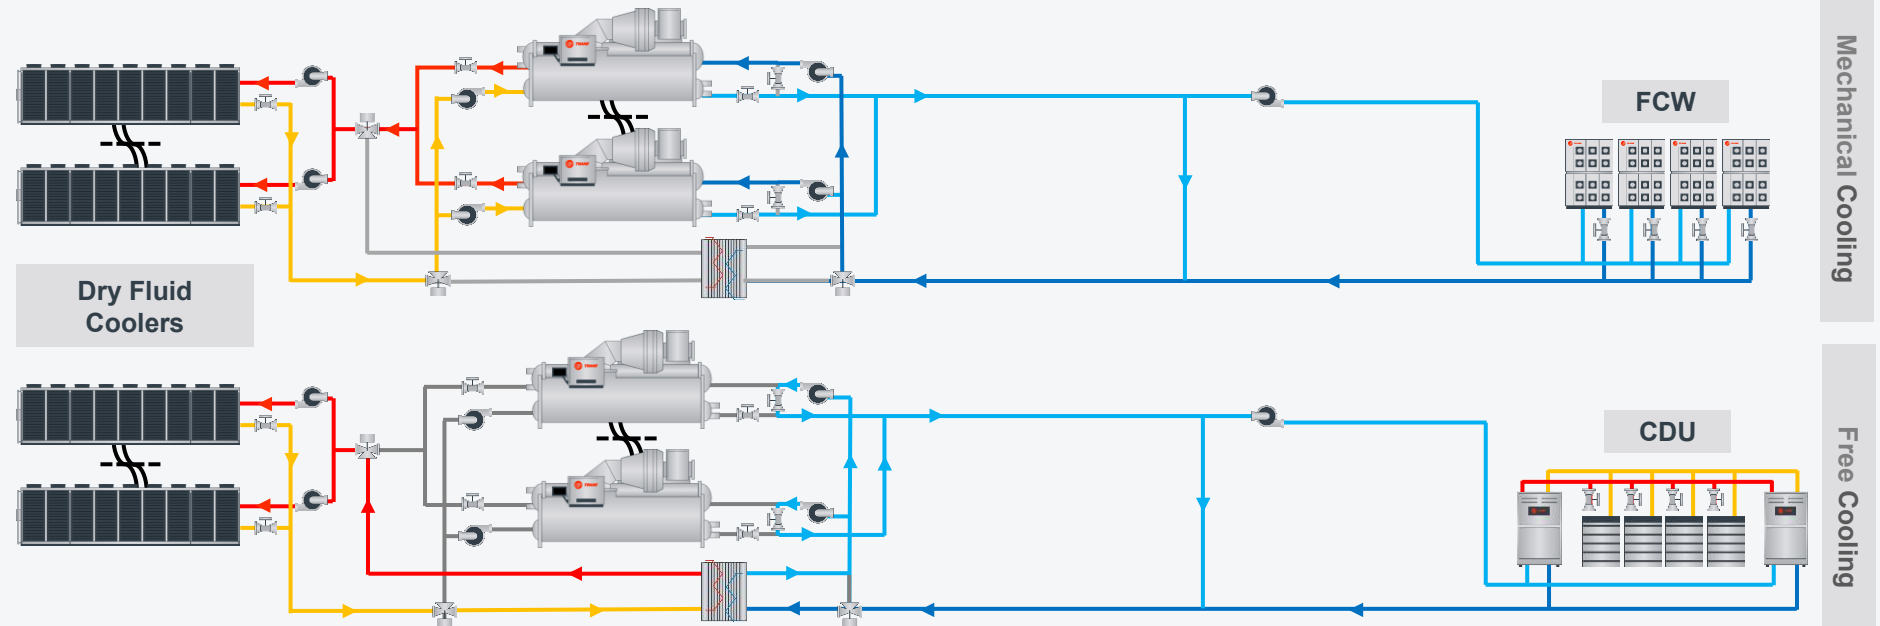 Mechanical Cooling
FCW
Dry Fluid
Coolers
CDU
Free Cooling